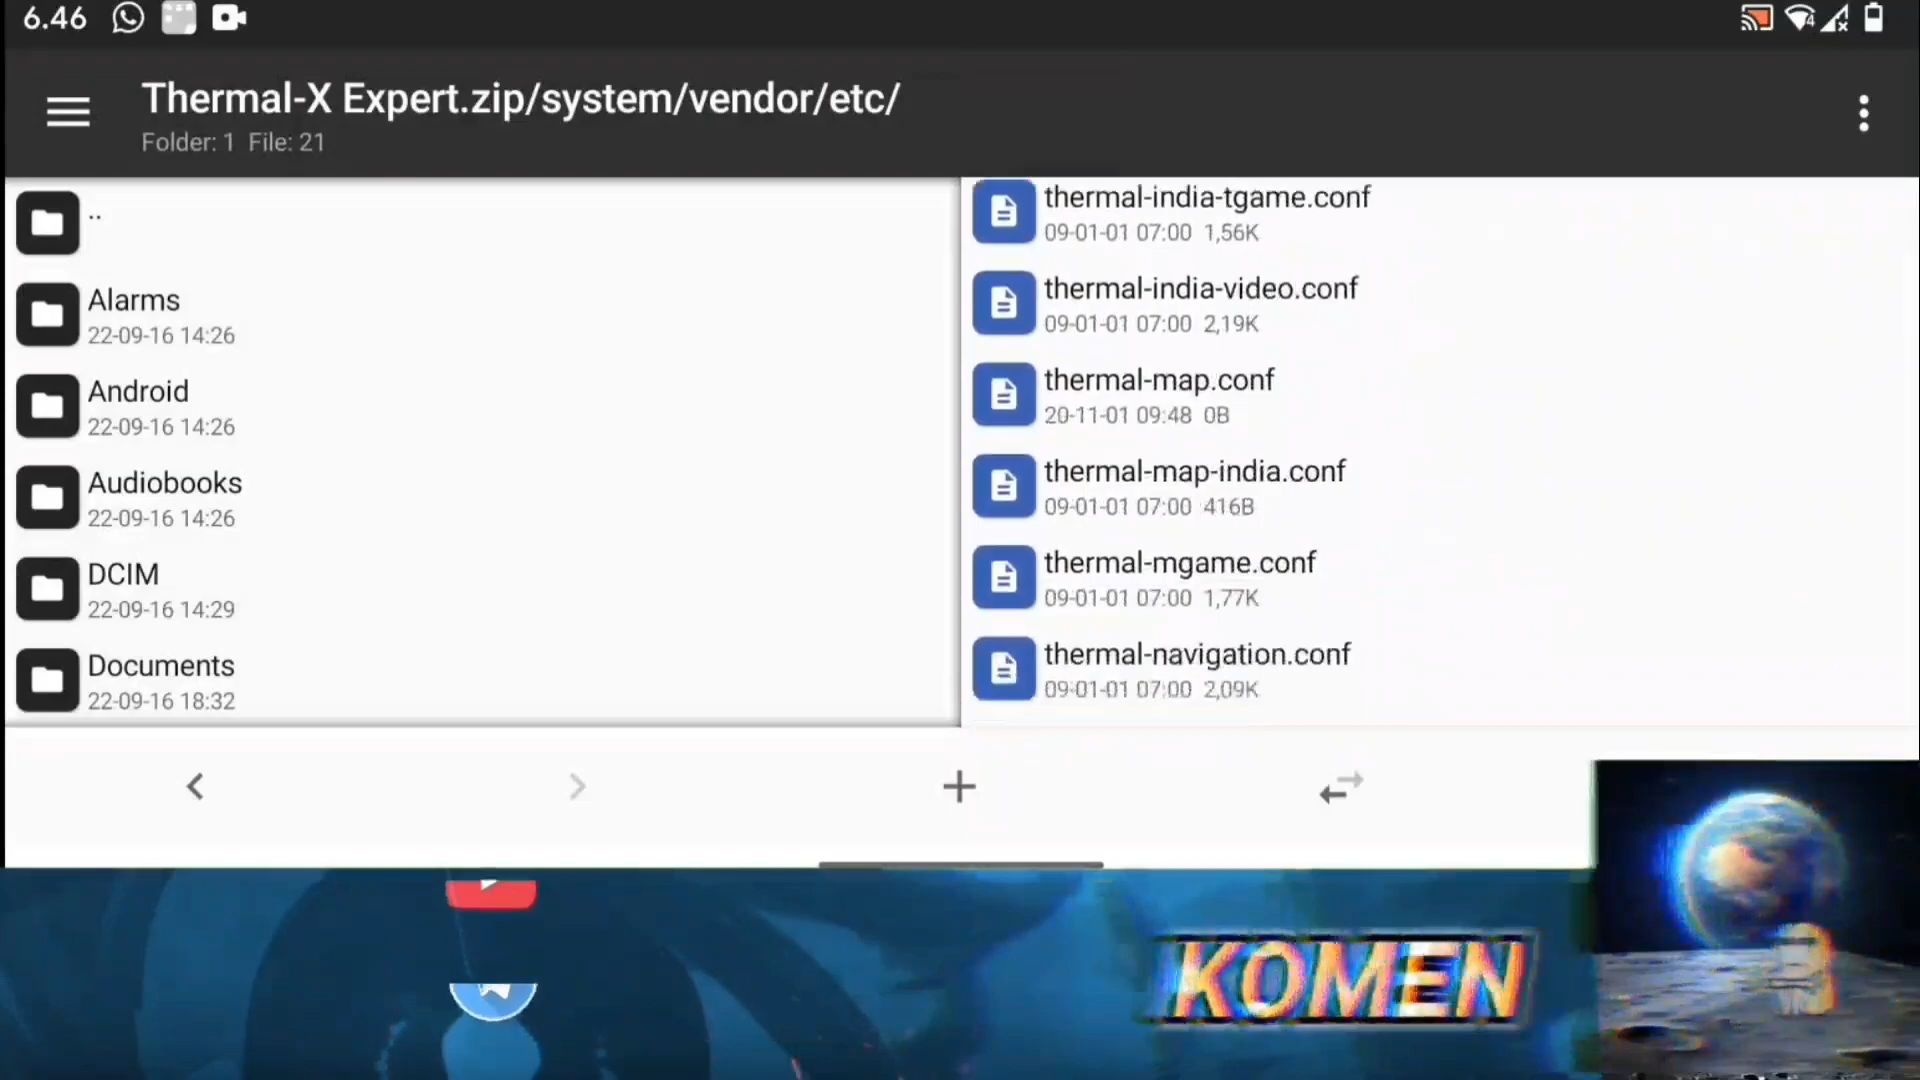 6.46
Thermal-X Expert.zip/system/vendor/etc/
Folder: 1 File: 21
..
Alarms
22-09-16 14:26
Android
22-09-16 14:26
Audiobooks
22-09-16 14:26
DCIM
22-09-16 14:29
Documents
22-09-16 18:32
thermal-india-tgame.conf
09-01-01 07:00 1,56K
thermal-india-video.conf
09-01-01 07:00 2,19K
thermal-map.conf
20-11-01 09:48 0B
thermal-map-india.conf
09-01-01 07:00 416B
thermal-mgame.conf
09-01-01 07:00 1,77K
thermal-navigation.conf
09-01-01 07:00 2,09K
KOMEN